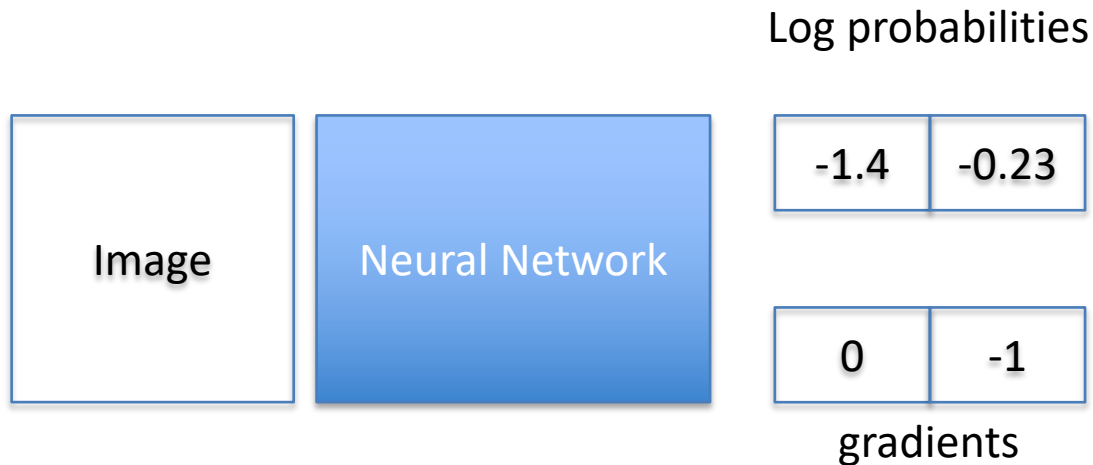 Log probabilities
-1.4 -0.23
Image
Neural Network
0 -1
gradients